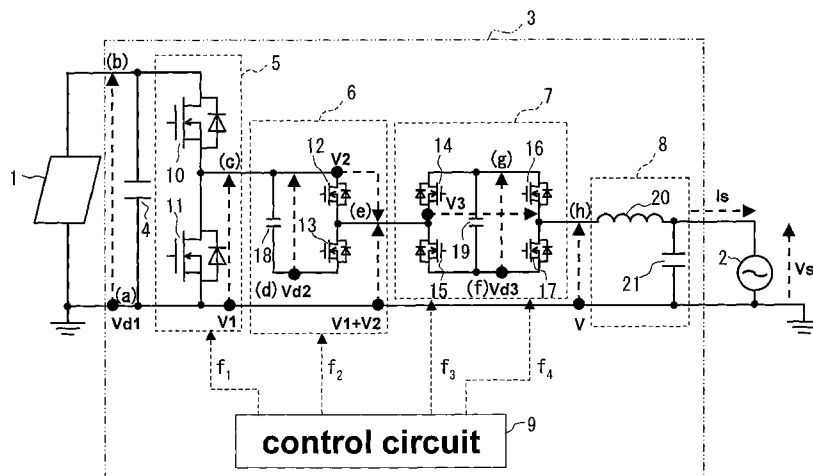 3
(b)
5
6
7
8
1
10
11
4
(c)
12
V2
13
(e)
18
(d)
Vd2
14
(g)
16
V3
19
15
(f)
Vd3
17
(h)
20
Is
21
2
Vs
(a)
Vd1
V1
V1+V2
V
f1
f2
f3
f4
control circuit
9